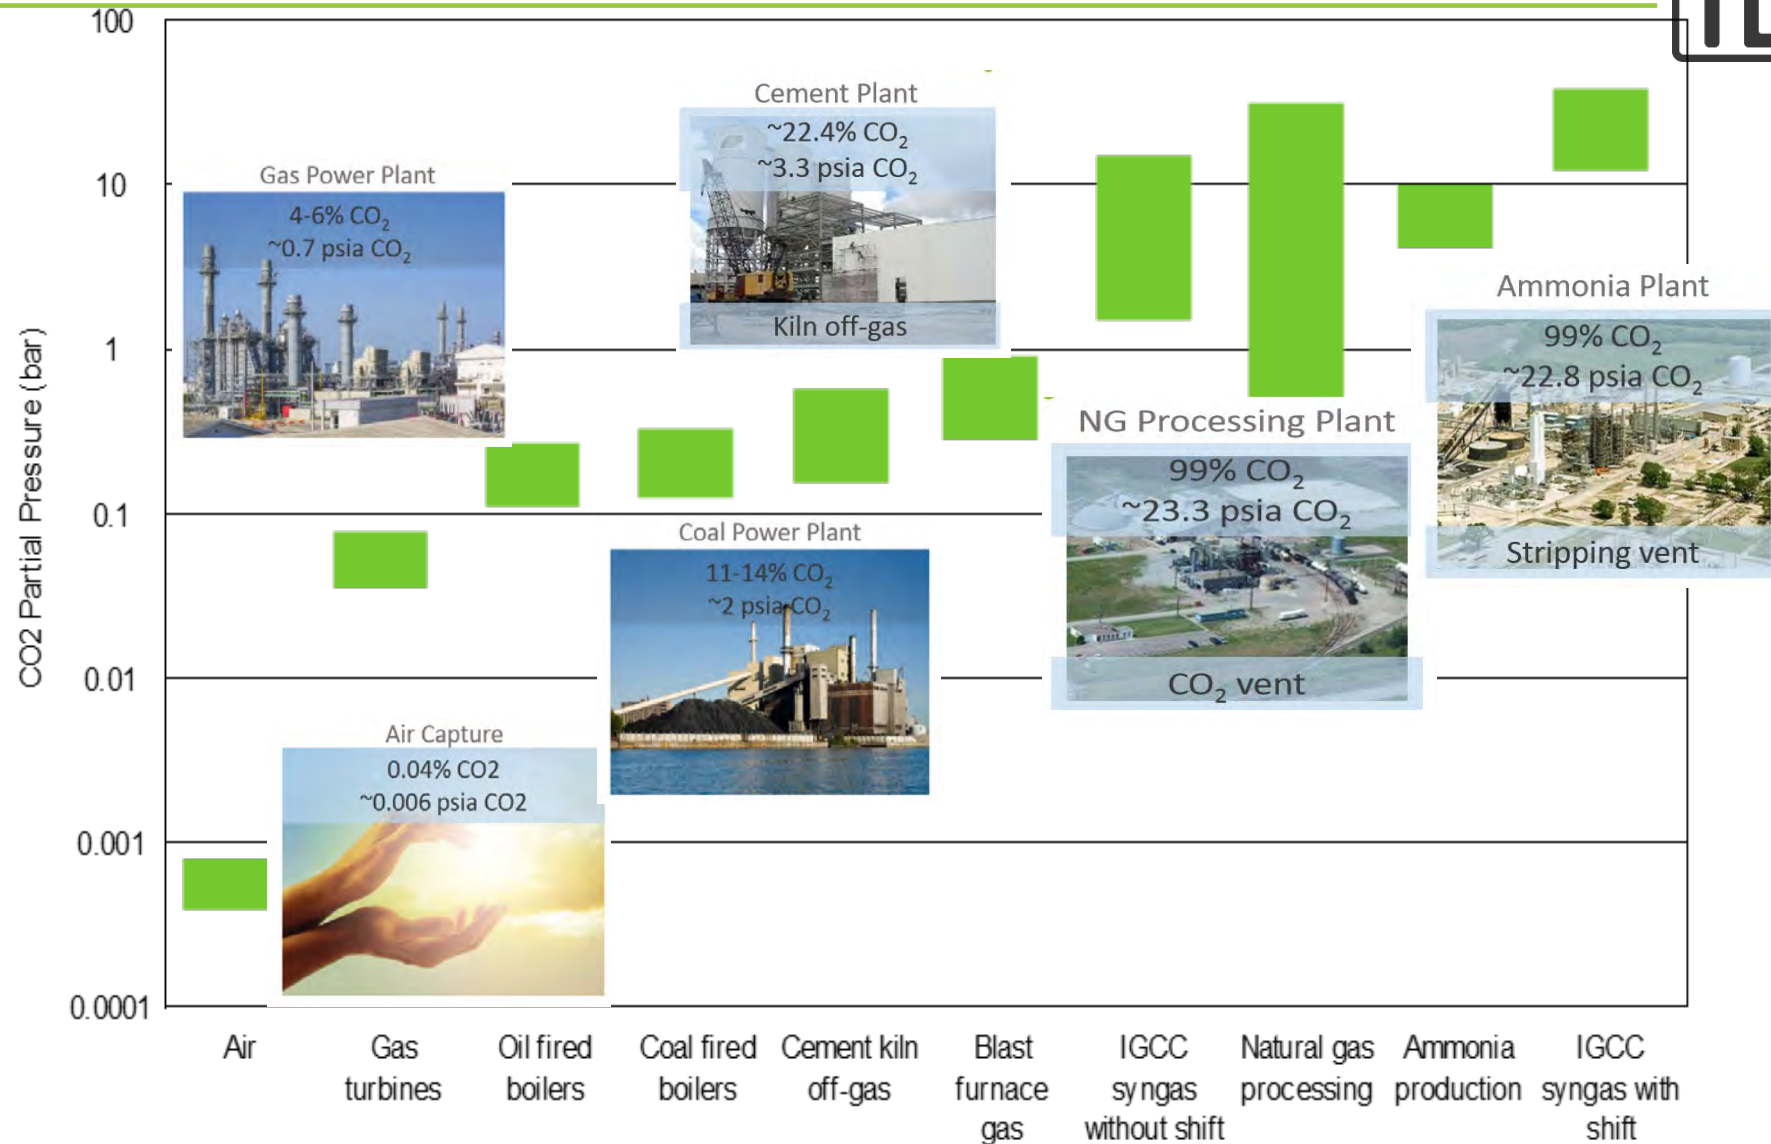 100
10
1
0.1
0.01
0.001
0.0001
CO2 Partial Pressure (bar)
Cement Plant
~22.4% CO₂
~3.3 psia CO₂
Kiln off-gas
Gas Power Plant
4-6% CO₂
~0.7 psia CO₂
Ammonia Plant
99% CO₂
~22.8 psia CO₂
Stripping vent
NG Processing Plant
99% CO₂
~23.3 psia CO₂
CO₂ vent
Coal Power Plant
11-14% CO₂
~2 psia CO₂
Air Capture
0.04% CO2
~0.006 psia CO2
Air
Gas
turbines
Oil fired
boilers
Coal fired
boilers
Cement kiln
off-gas
Blast
furnace
gas
IGCC
syngas
without shift
Natural gas
processing
Ammonia
production
IGCC
syngas with
shift